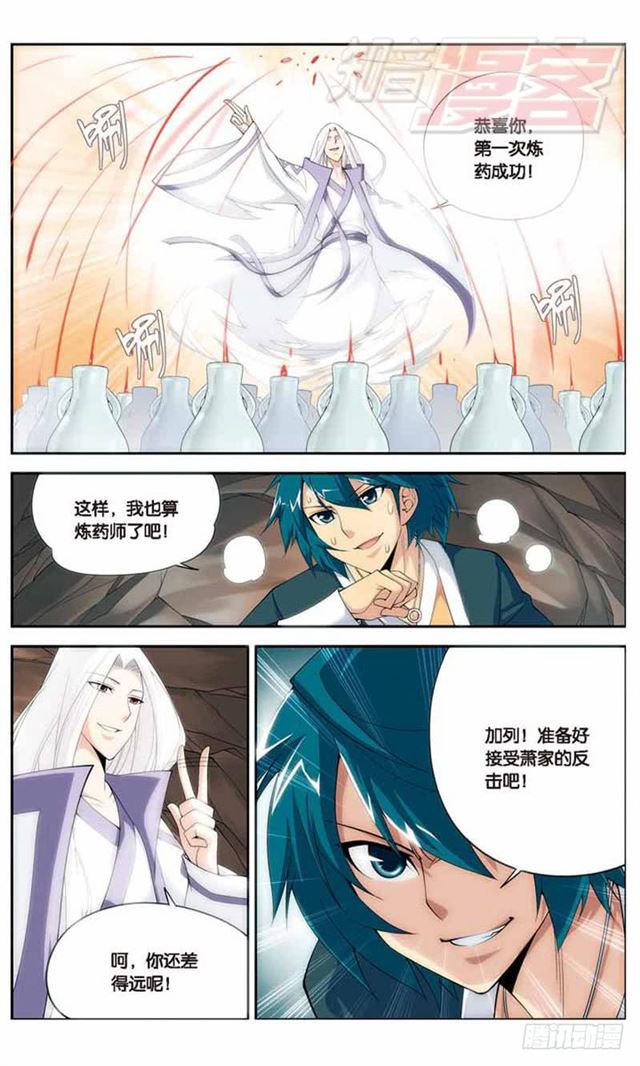 知音漫客
恭喜你，
第一次炼
药成功！
唰
唰
唰
这样，我也算
炼药师了吧！
呵，你还差
得远呢！
加列！准备好
接受萧家的反
击吧！
腾讯动漫